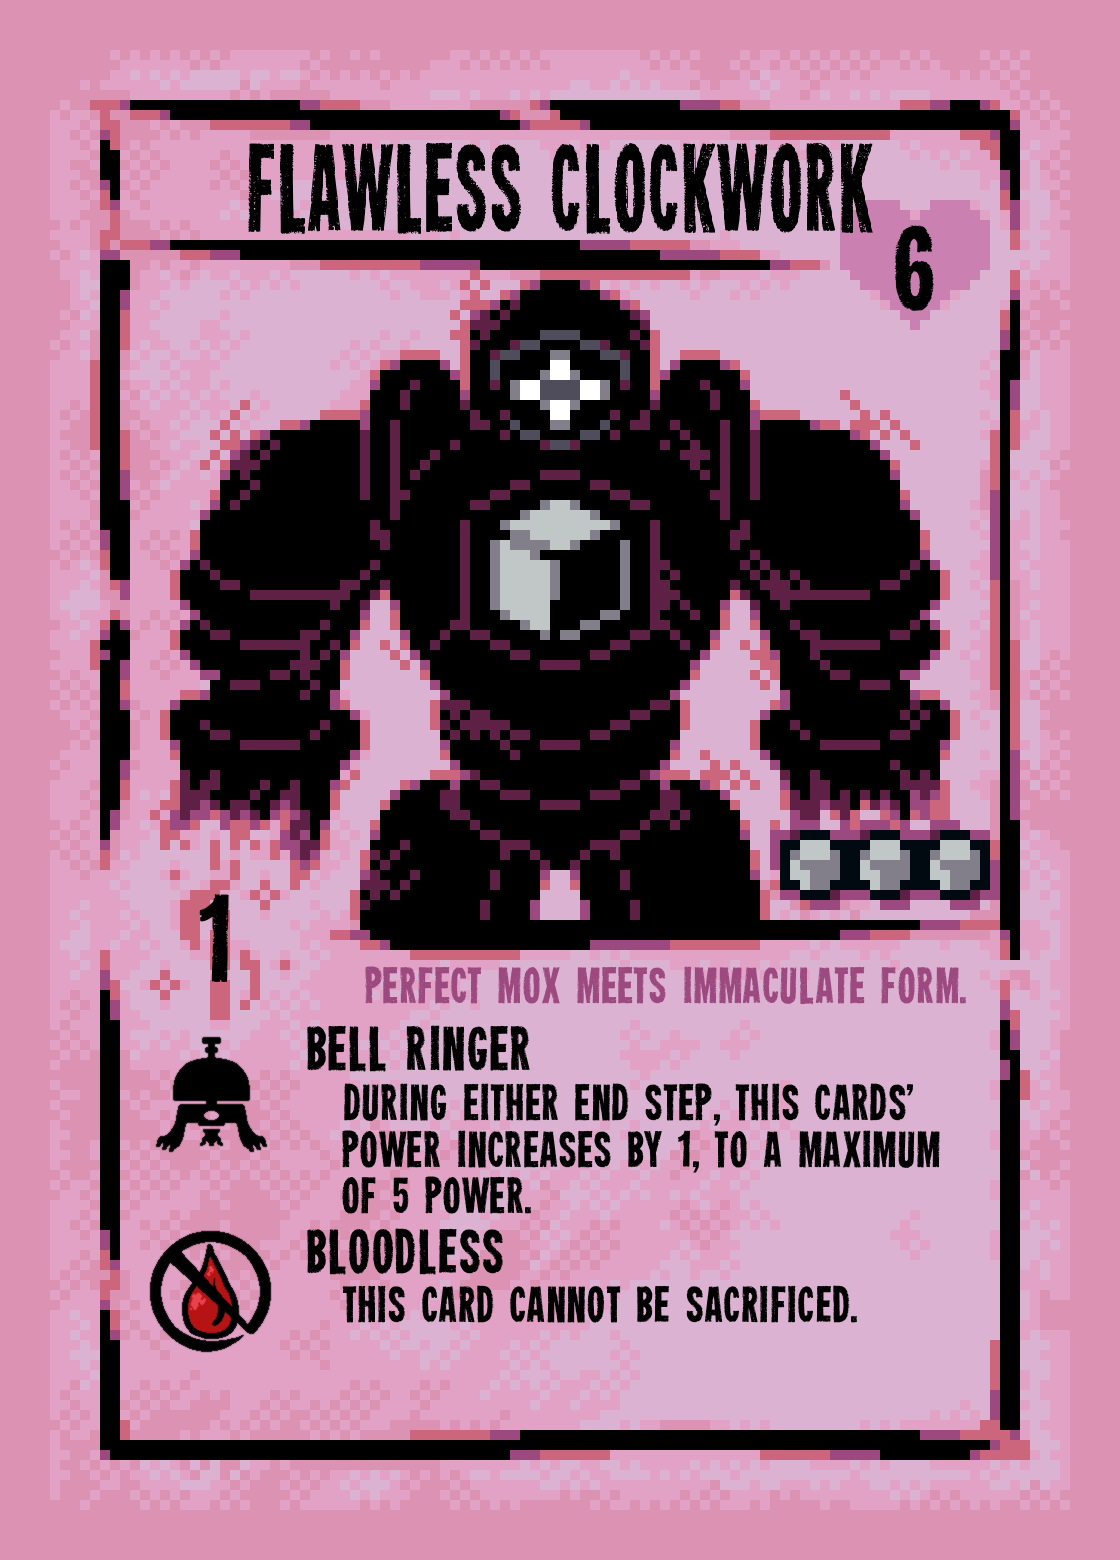 FLAWLESS CLOCKWORK
6
1
PERFECT MOX MEETS IMMACULATE FORM.
BELL RINGER
DURING EITHER END STEP, THIS CARDS'
POWER INCREASES BY 1, TO A MAXIMUM
OF 5 POWER.
BLOODLESS
THIS CARD CANNOT BE SACRIFICED.